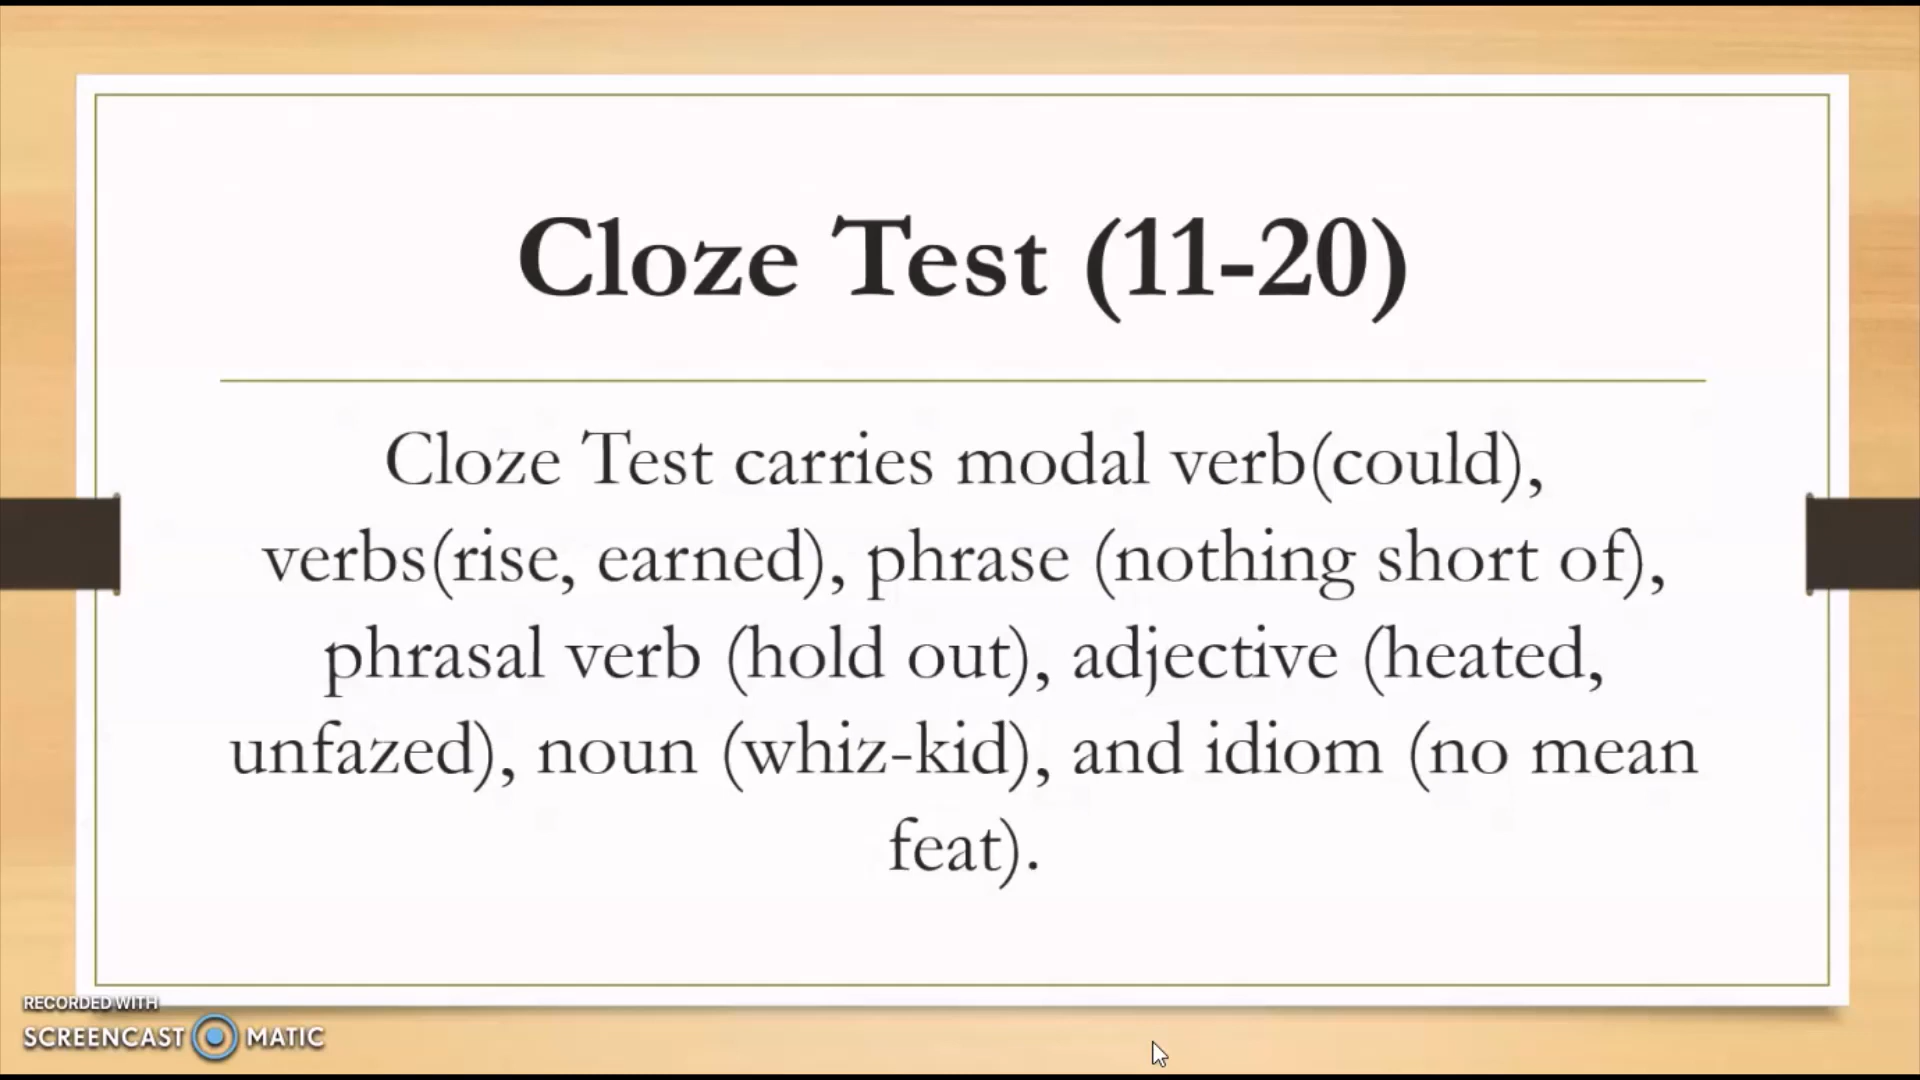 Cloze Test (11-20)
Cloze Test carries modal verb(could),
verbs(rise, earned), phrase (nothing short of),
phrasal verb (hold out), adjective (heated,
unfazed), noun (whiz-kid), and idiom (no mean
feat).
RECORDED WITH
SCREENCAST MATIC